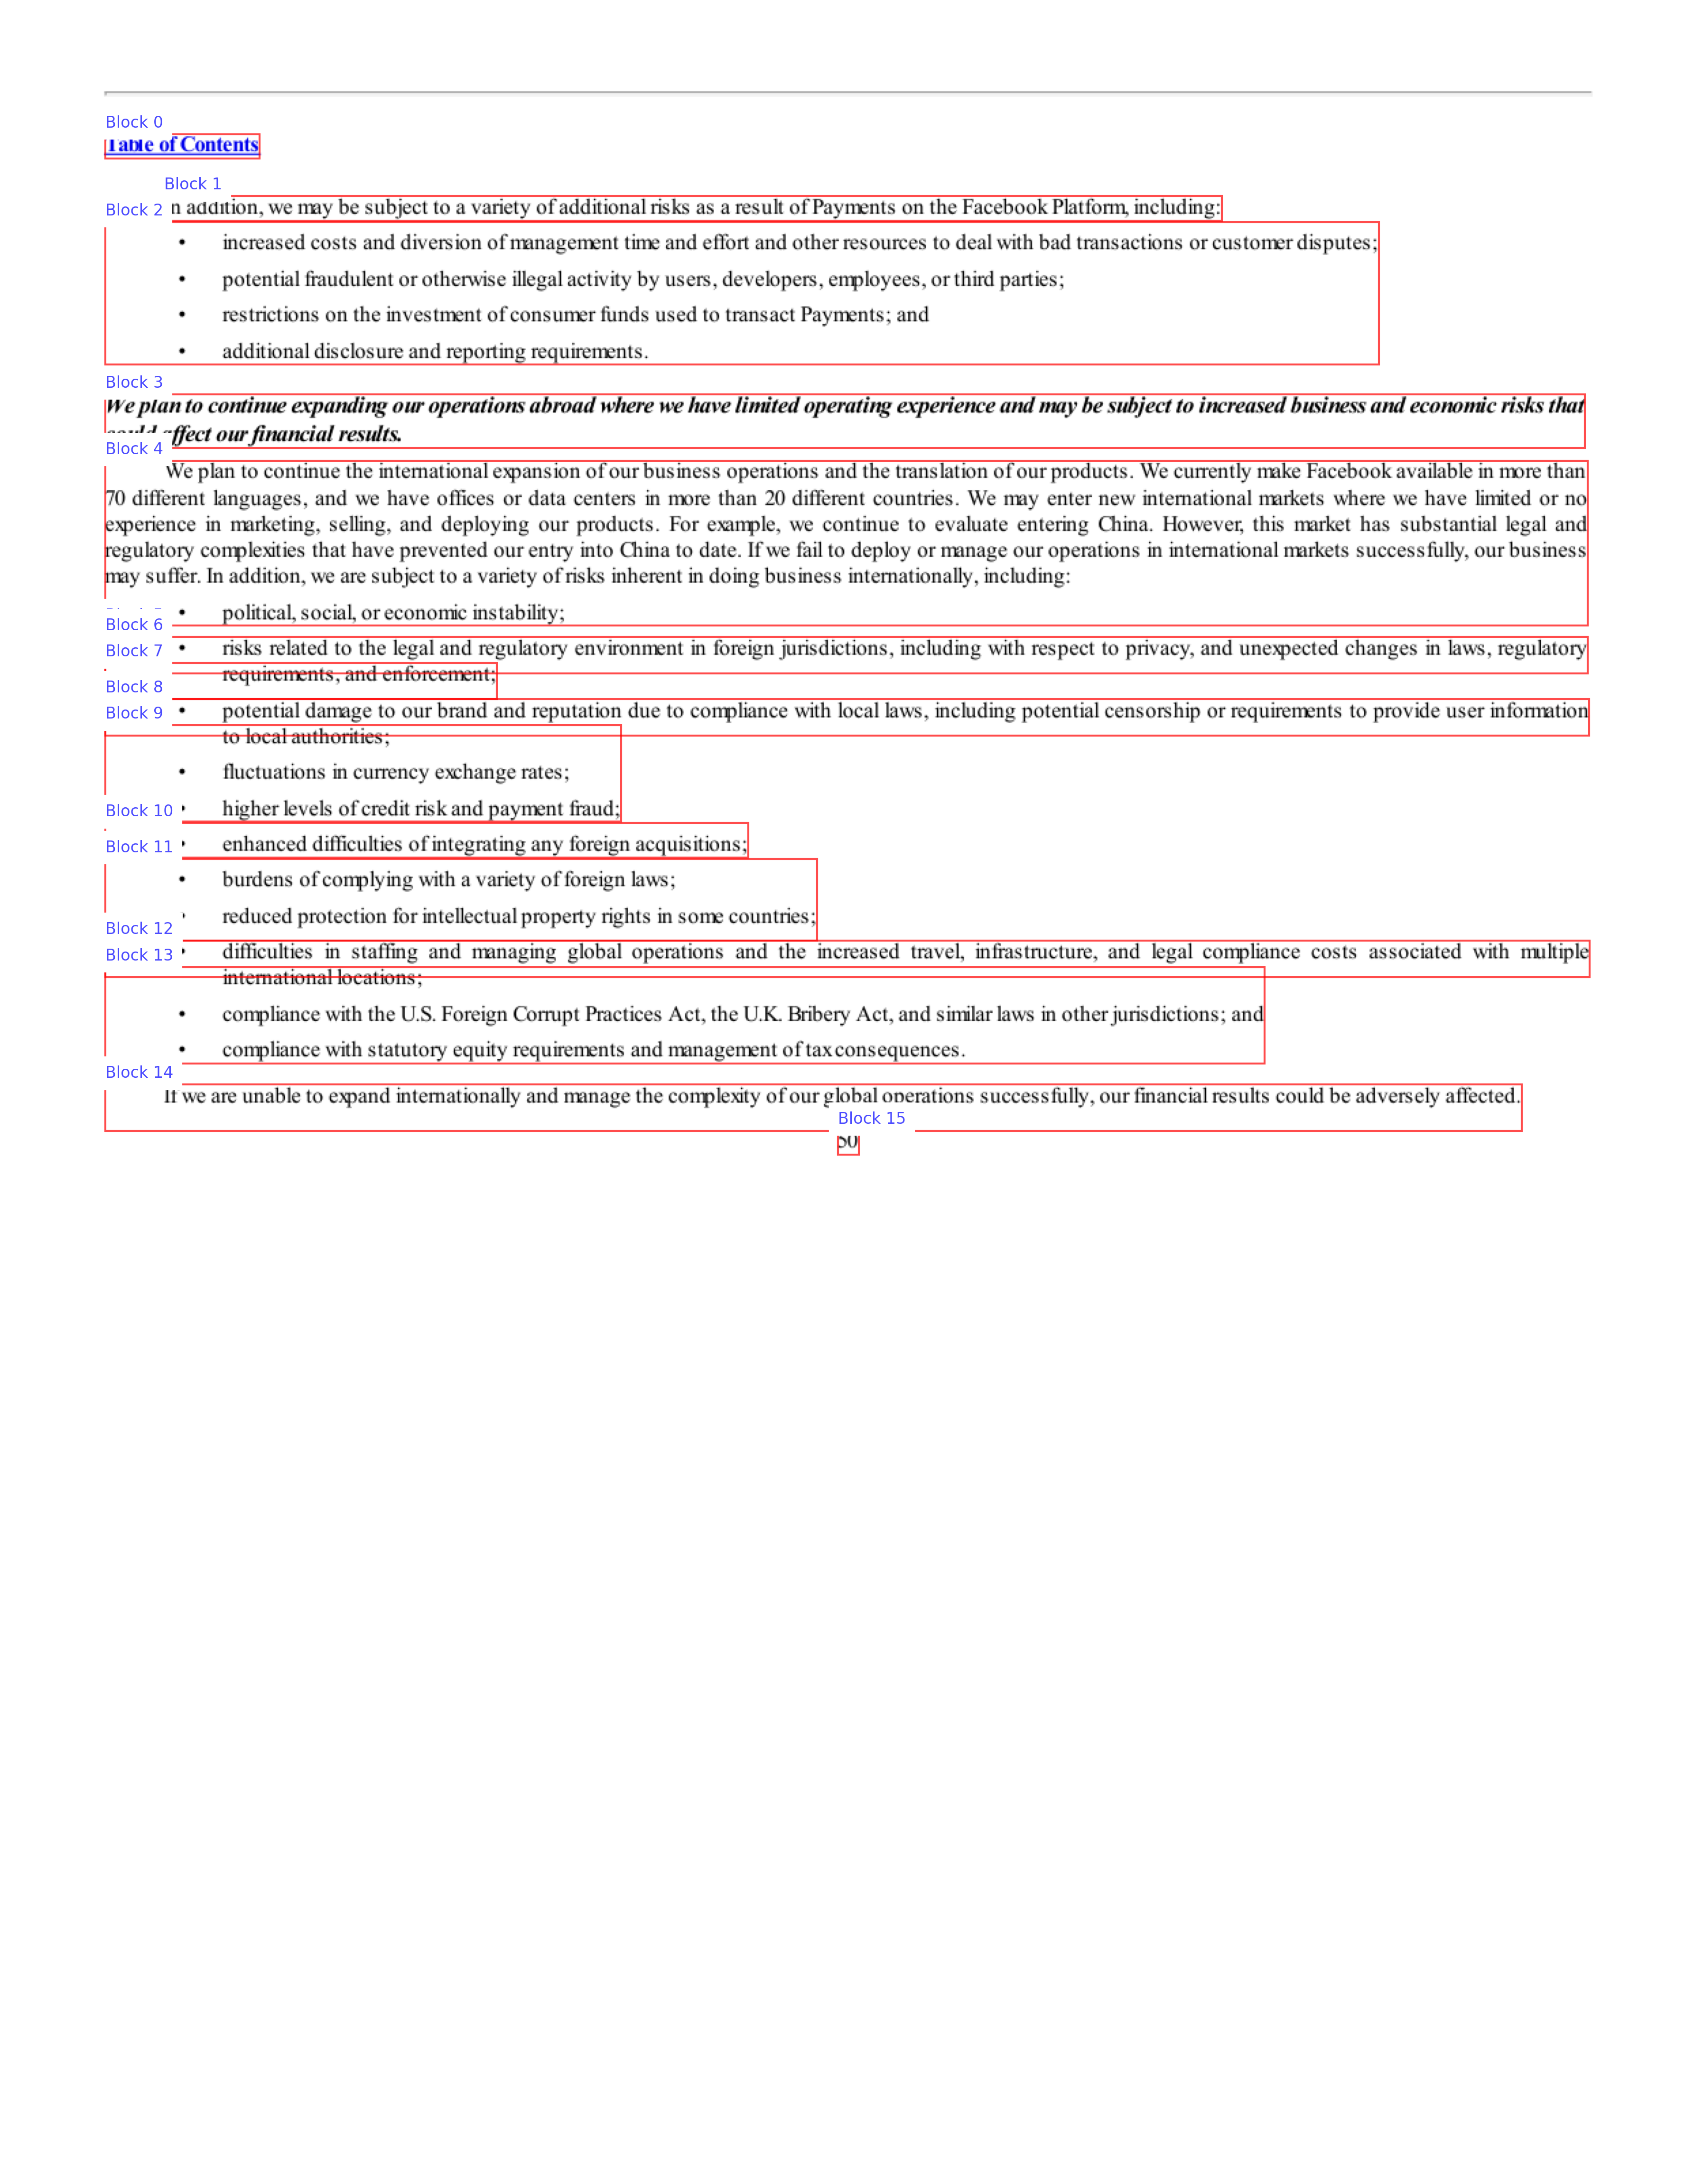 Block 0
Table of Contents
Block 1
Block 2
n addition, we may be subject to a variety of additional risks as a result of Payments on the Facebook Platform, including:
• increased costs and diversion of management time and effort and other resources to deal with bad transactions or customer disputes;
• potential fraudulent or otherwise illegal activity by users, developers, employees, or third parties;
• restrictions on the investment of consumer funds used to transact Payments; and
• additional disclosure and reporting requirements.
Block 3
We plan to continue expanding our operations abroad where we have limited operating experience and may be subject to increased business and economic risks that
could affect our financial results.
Block 4
We plan to continue the international expansion of our business operations and the translation of our products. We currently make Facebook available in more than
70 different languages, and we have offices or data centers in more than 20 different countries. We may enter new international markets where we have limited or no
experience in marketing, selling, and deploying our products. For example, we continue to evaluate entering China. However, this market has substantial legal and
regulatory complexities that have prevented our entry into China to date. If we fail to deploy or manage our operations in international markets successfully, our business
may suffer. In addition, we are subject to a variety of risks inherent in doing business internationally, including:
• political, social, or economic instability;
Block 6
Block 7
• risks related to the legal and regulatory environment in foreign jurisdictions, including with respect to privacy, and unexpected changes in laws, regulatory
requirements, and enforcement;
Block 8
Block 9
• potential damage to our brand and reputation due to compliance with local laws, including potential censorship or requirements to provide user information
to local authorities;
• fluctuations in currency exchange rates;
Block 10
• higher levels of credit risk and payment fraud;
Block 11
• enhanced difficulties of integrating any foreign acquisitions;
• burdens of complying with a variety of foreign laws;
• reduced protection for intellectual property rights in some countries;
Block 12
Block 13
• difficulties in staffing and managing global operations and the increased travel, infrastructure, and legal compliance costs associated with multiple
international locations;
• compliance with the U.S. Foreign Corrupt Practices Act, the U.K. Bribery Act, and similar laws in other jurisdictions; and
• compliance with statutory equity requirements and management of tax consequences.
Block 14
If we are unable to expand internationally and manage the complexity of our global operations successfully, our financial results could be adversely affected.
Block 15
50